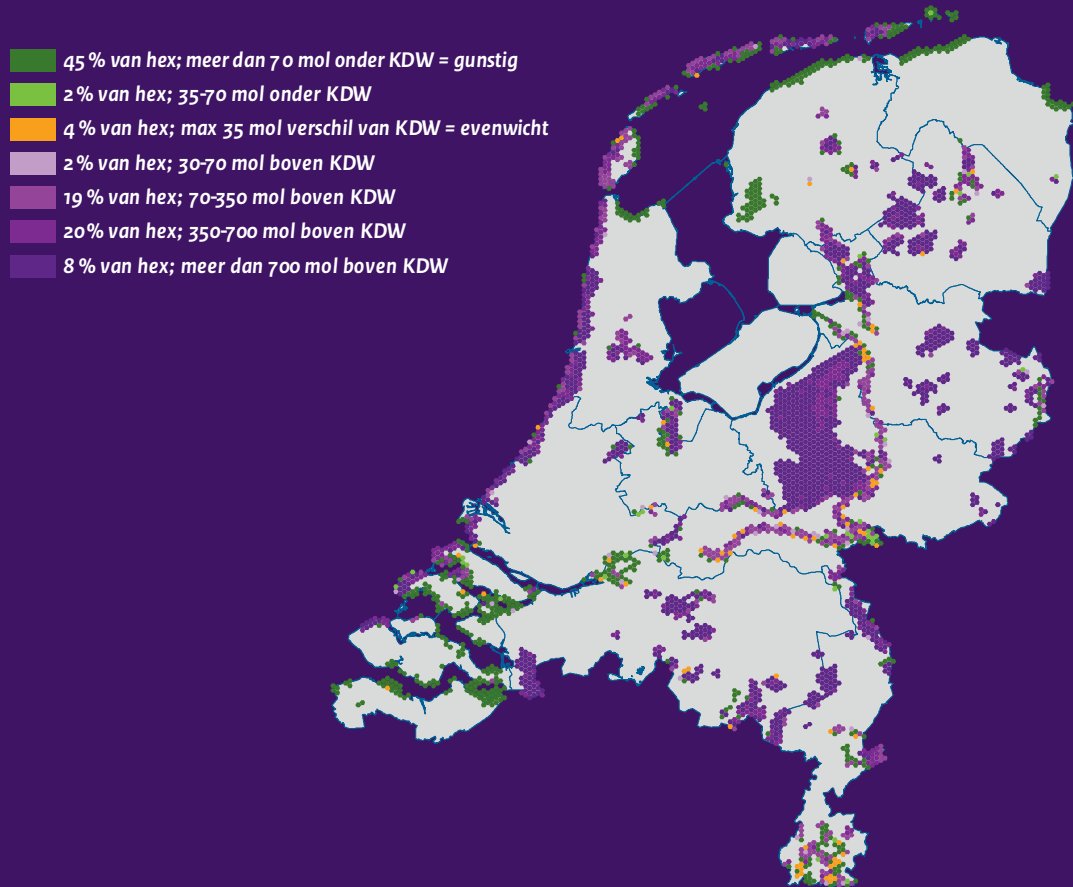 45 % van hex; meer dan 70 mol onder KDW = gunstig
2 % van hex; 35-70 mol onder KDW
4 % van hex; max 35 mol verschil van KDW = evenwicht
2 % van hex; 30-70 mol boven KDW
19 % van hex; 70-350 mol boven KDW
20 % van hex; 350-700 mol boven KDW
8 % van hex; meer dan 700 mol boven KDW